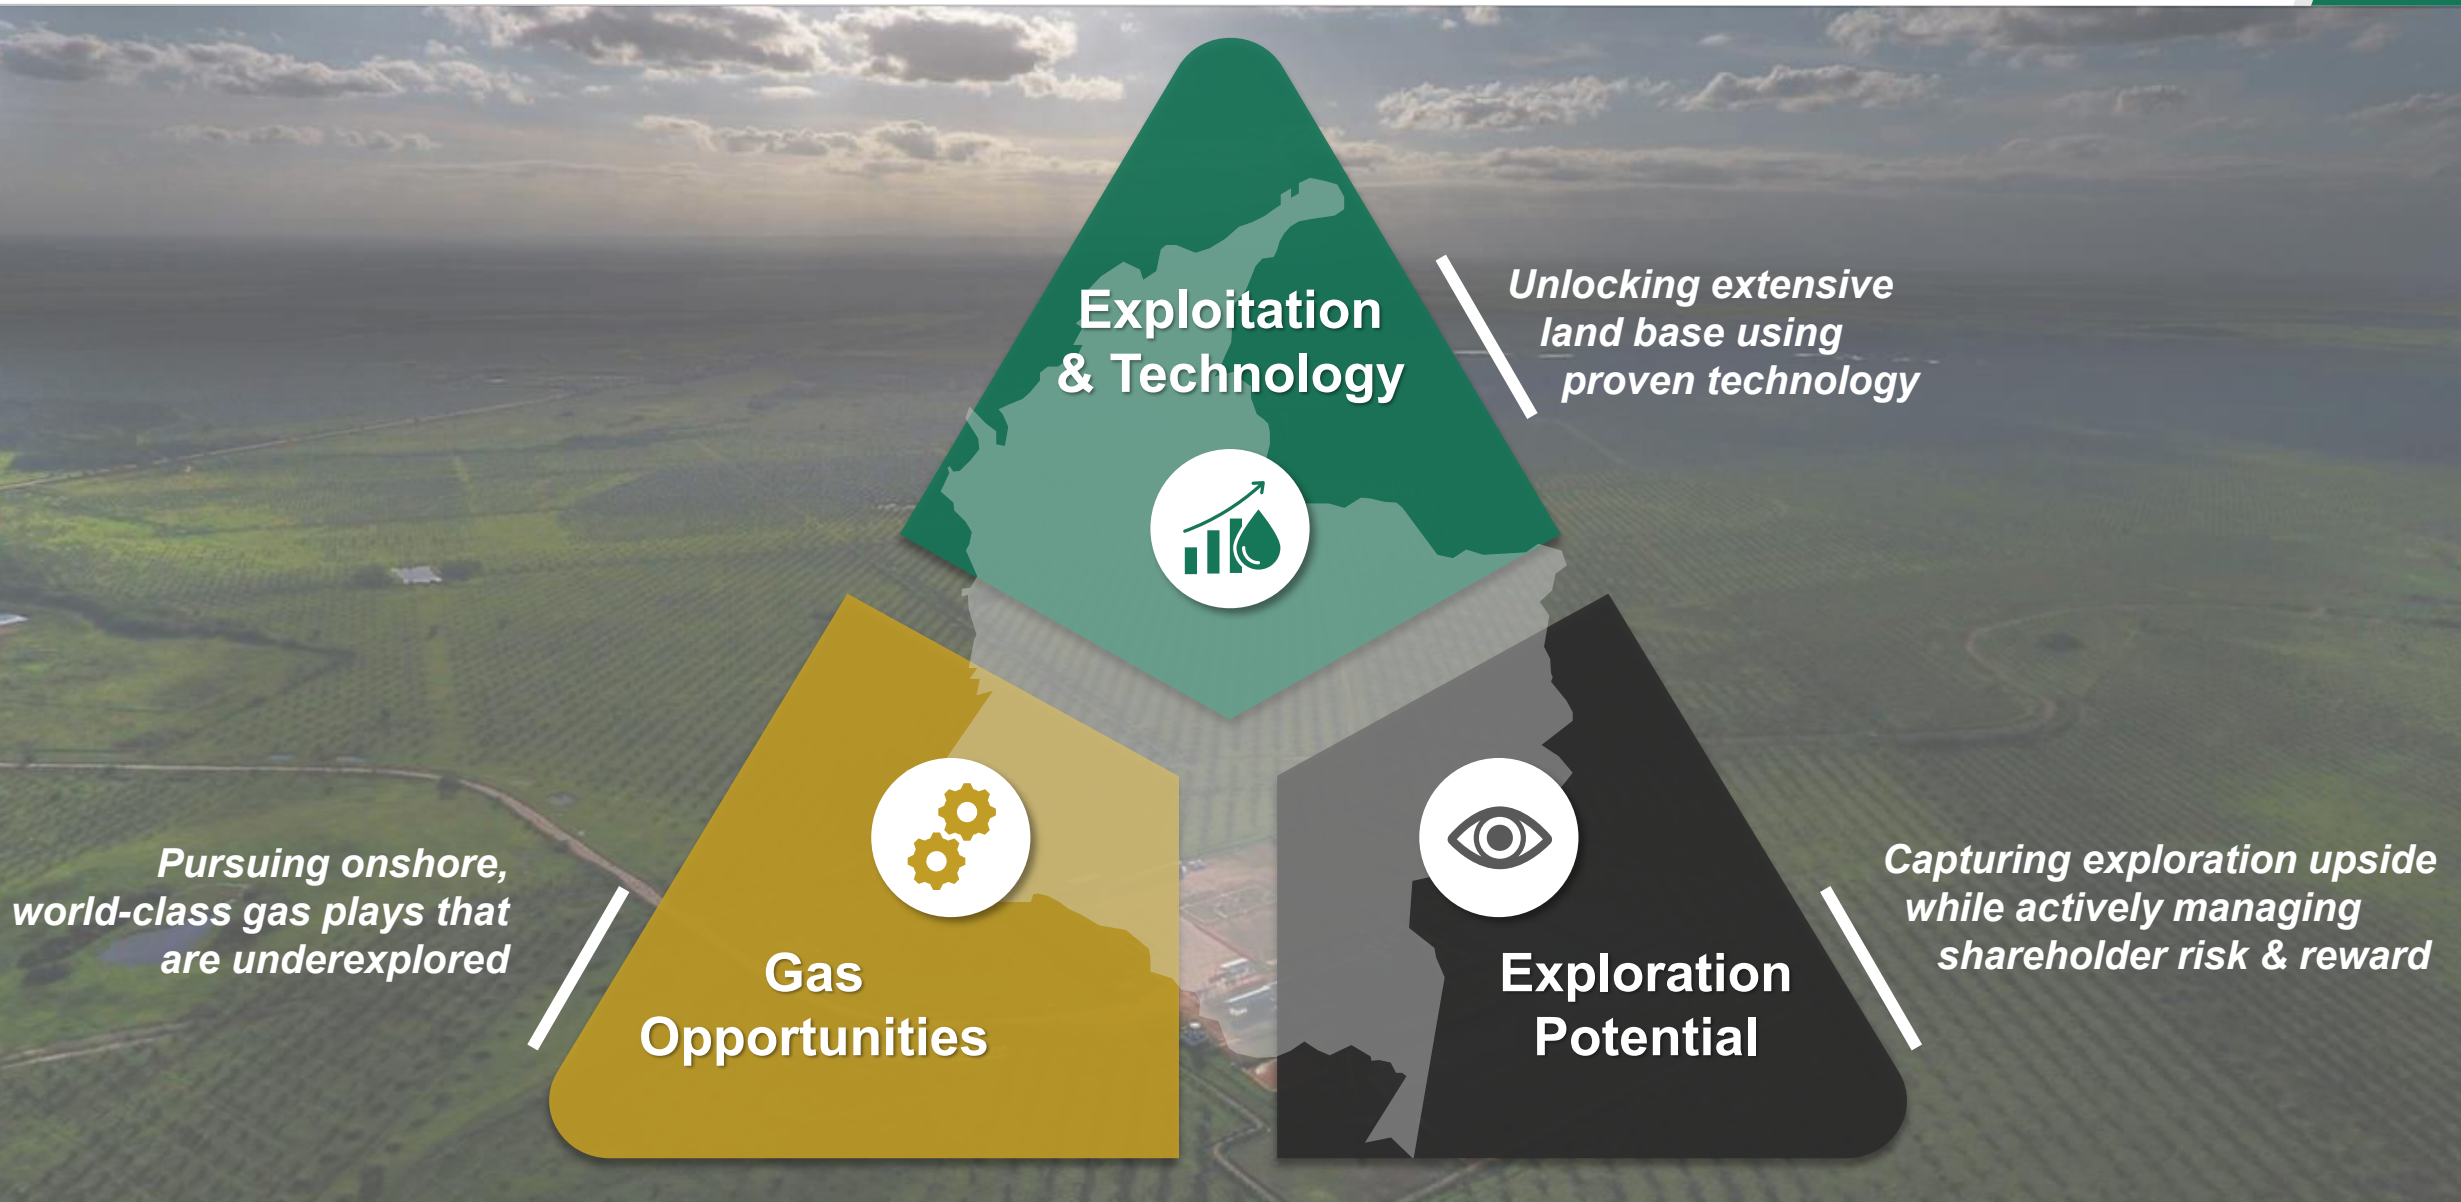 Exploitation
& Technology
Unlocking extensive
land base using
proven technology
Pursuing onshore,
world-class gas plays that
are underexplored
Gas
Opportunities
Exploration
Potential
Capturing exploration upside
while actively managing
shareholder risk & reward